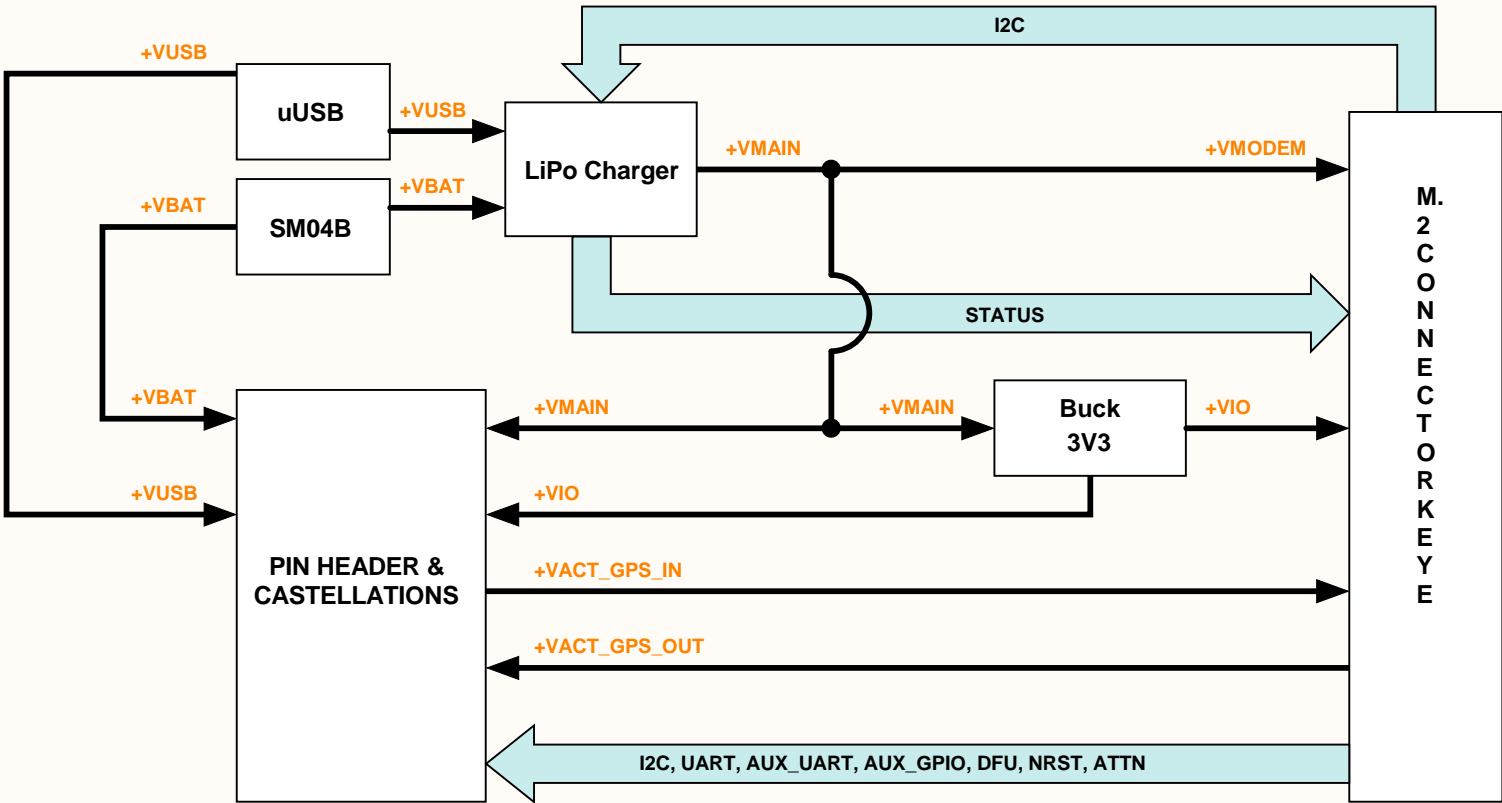 I2C
+VUSB
uUSB
+VUSB
LiPo Charger
+VMAIN
+VMODEM
+VBAT
SM04B
+VBAT
M.
2
C
O
N
N
E
C
T
O
R
K
E
Y
E
STATUS
+VBAT
+VMAIN
+VMAIN
Buck
3V3
+VIO
+VUSB
+VIO
PIN HEADER &
CASTELLATIONS
+VACT_GPS_IN
+VACT_GPS_OUT
I2C, UART, AUX_UART, AUX_GPIO, DFU, NRST, ATTN